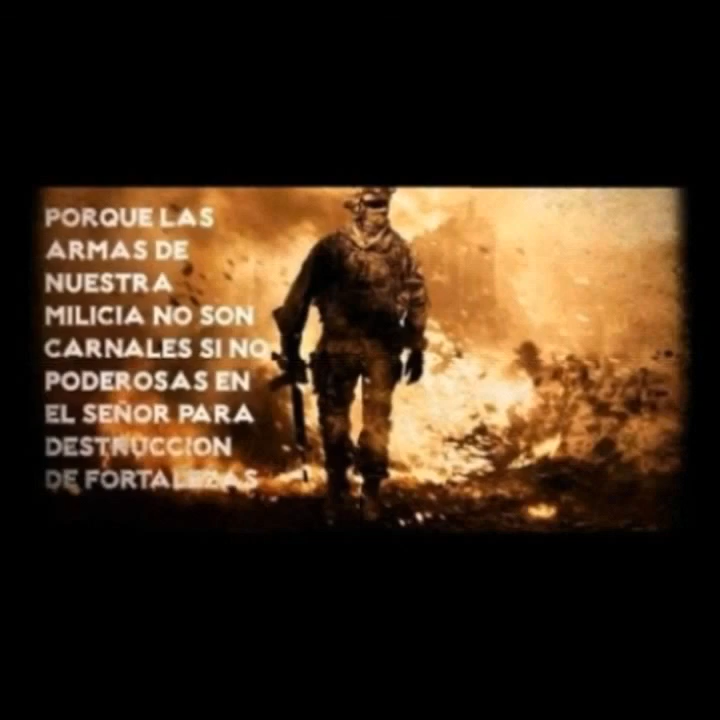 PORQUE LAS
ARMAS DE
NUESTRA
MILICIA NO SON
CARNALES SI NO
PODEROSAS EN
EL SEÑOR PARA
DESTRUCCION
DE FORTALEZAS